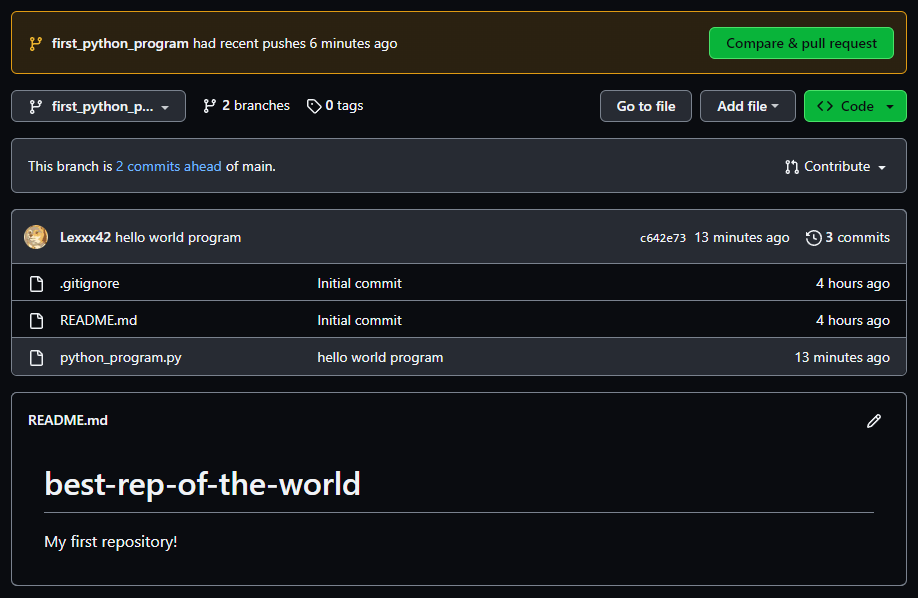 first_python_program had recent pushes 6 minutes ago
Compare & pull request
first_python_p...
2 branches
0 tags
Go to file
Add file
<> Code
This branch is 2 commits ahead of main.
Contribute
Lexxx42 hello world program
c642e73 13 minutes ago
3 commits
.gitignore Initial commit 4 hours ago
README.md Initial commit 4 hours ago
python_program.py hello world program 13 minutes ago
README.md
best-rep-of-the-world
My first repository!